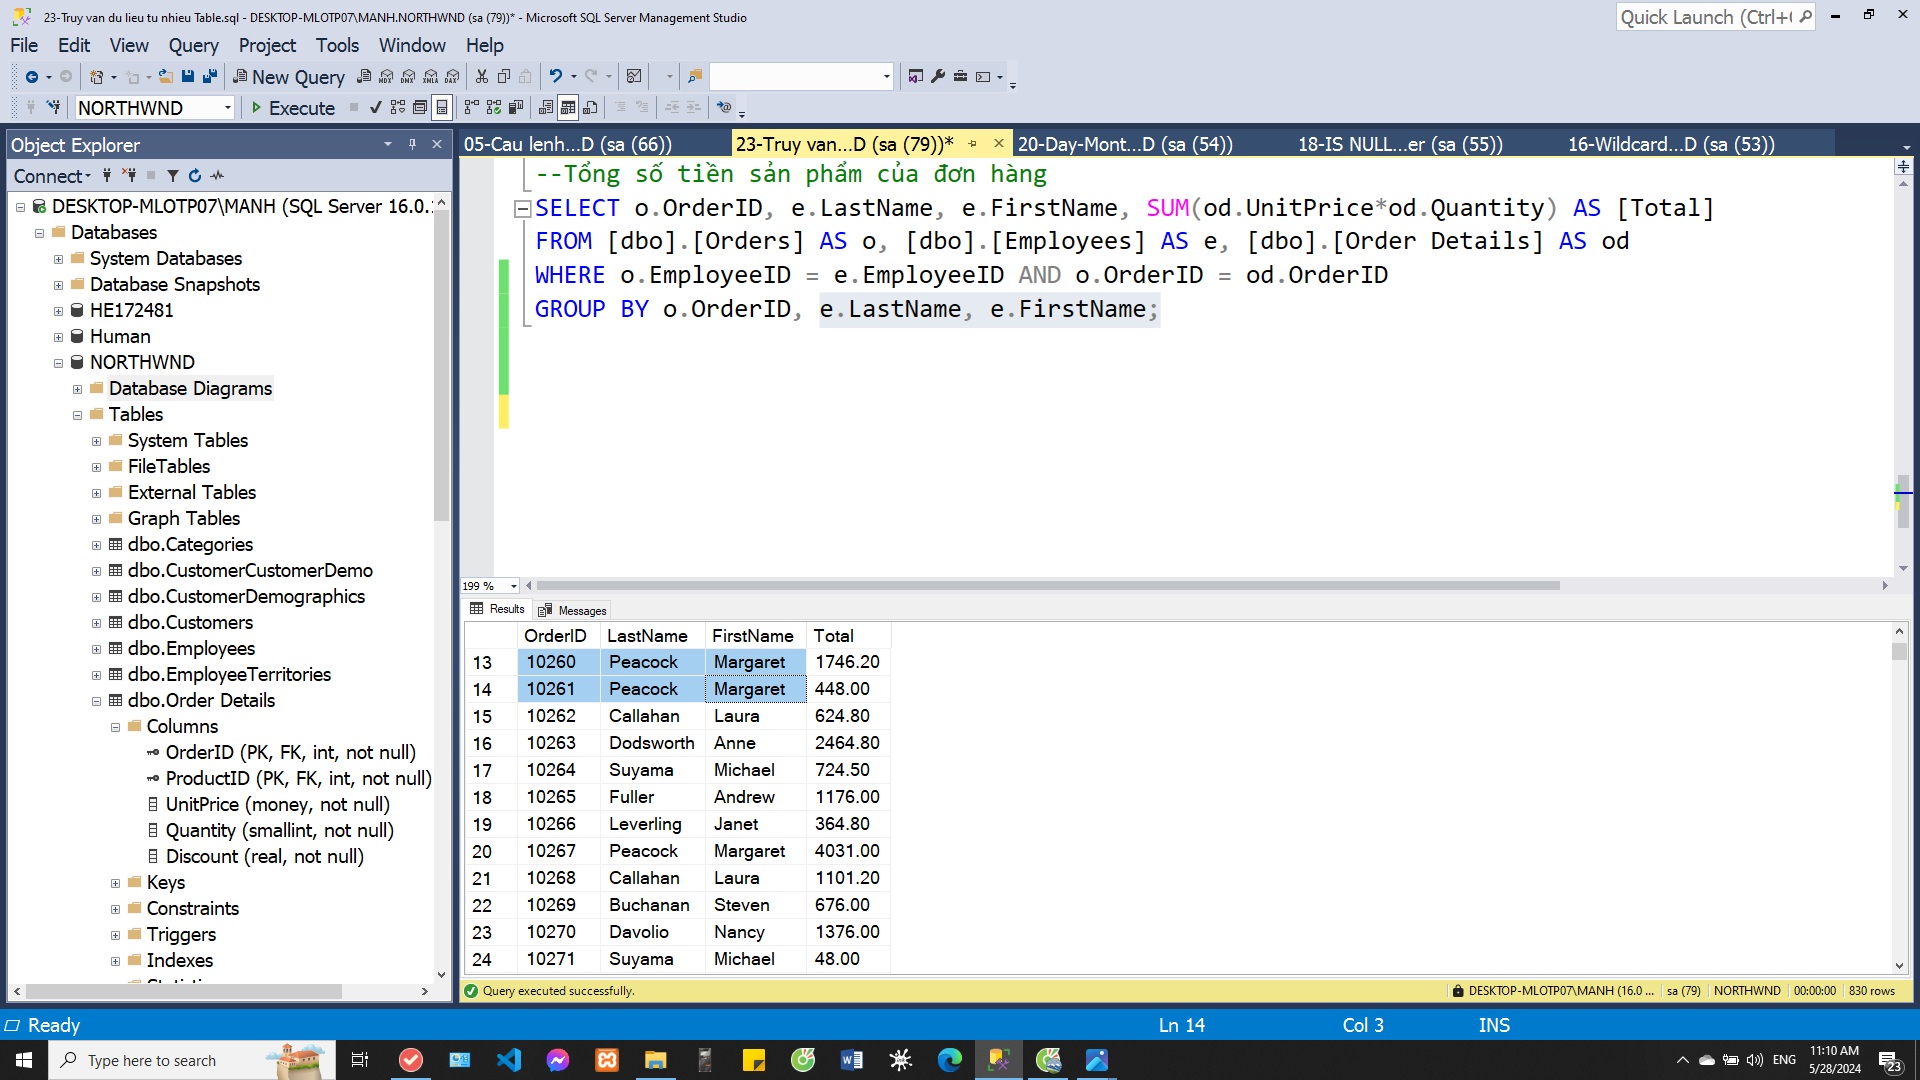 23-Truy van du lieu tu nhieu Table.sql - DESKTOP-MLOTP07\MANH.NORTHWND (sa (79))* - Microsoft SQL Server Management Studio
Quick Launch (Ctrl+
File Edit View Query Project Tools Window Help
New Query
MDX DMX XMLA DAX
NORTHWND
Execute
Object Explorer
Connect
DESKTOP-MLOTP07\MANH (SQL Server 16.0.
Databases
System Databases
Database Snapshots
HE172481
Human
NORTHWND
Database Diagrams
Tables
System Tables
FileTables
External Tables
Graph Tables
dbo.Categories
dbo.CustomerCustomerDemo
dbo.CustomerDemographics
dbo.Customers
dbo.Employees
dbo.EmployeeTerritories
dbo.Order Details
Columns
OrderID (PK, FK, int, not null)
ProductID (PK, FK, int, not null)
UnitPrice (money, not null)
Quantity (smallint, not null)
Discount (real, not null)
Keys
Constraints
Triggers
Indexes
05-Cau lenh...D (sa (66))
23-Truy van...D (sa (79))*
20-Day-Mont...D (sa (54))
18-IS NULL...er (sa (55))
16-Wildcard...D (sa (53))
--Tổng số tiền sản phẩm của đơn hàng
SELECT o.OrderID, e.LastName, e.FirstName, SUM(od.UnitPrice*od.Quantity) AS [Total]
FROM [dbo].[Orders] AS o, [dbo].[Employees] AS e, [dbo].[Order Details] AS od
WHERE o.EmployeeID = e.EmployeeID AND o.OrderID = od.OrderID
GROUP BY o.OrderID, e.LastName, e.FirstName;
199 %
Results Messages
OrderID LastName FirstName Total
13 10260 Peacock Margaret 1746.20
14 10261 Peacock Margaret 448.00
15 10262 Callahan Laura 624.80
16 10263 Dodsworth Anne 2464.80
17 10264 Suyama Michael 724.50
18 10265 Fuller Andrew 1176.00
19 10266 Leverling Janet 364.80
20 10267 Peacock Margaret 4031.00
21 10268 Callahan Laura 1101.20
22 10269 Buchanan Steven 676.00
23 10270 Davolio Nancy 1376.00
24 10271 Suyama Michael 48.00
Query executed successfully.
DESKTOP-MLOTP07\MANH (16.0 ... sa (79) NORTHWND 00:00:00 830 rows
Ready
Ln 14 Col 3 INS
Type here to search
ENG
11:10 AM
5/28/2024
23